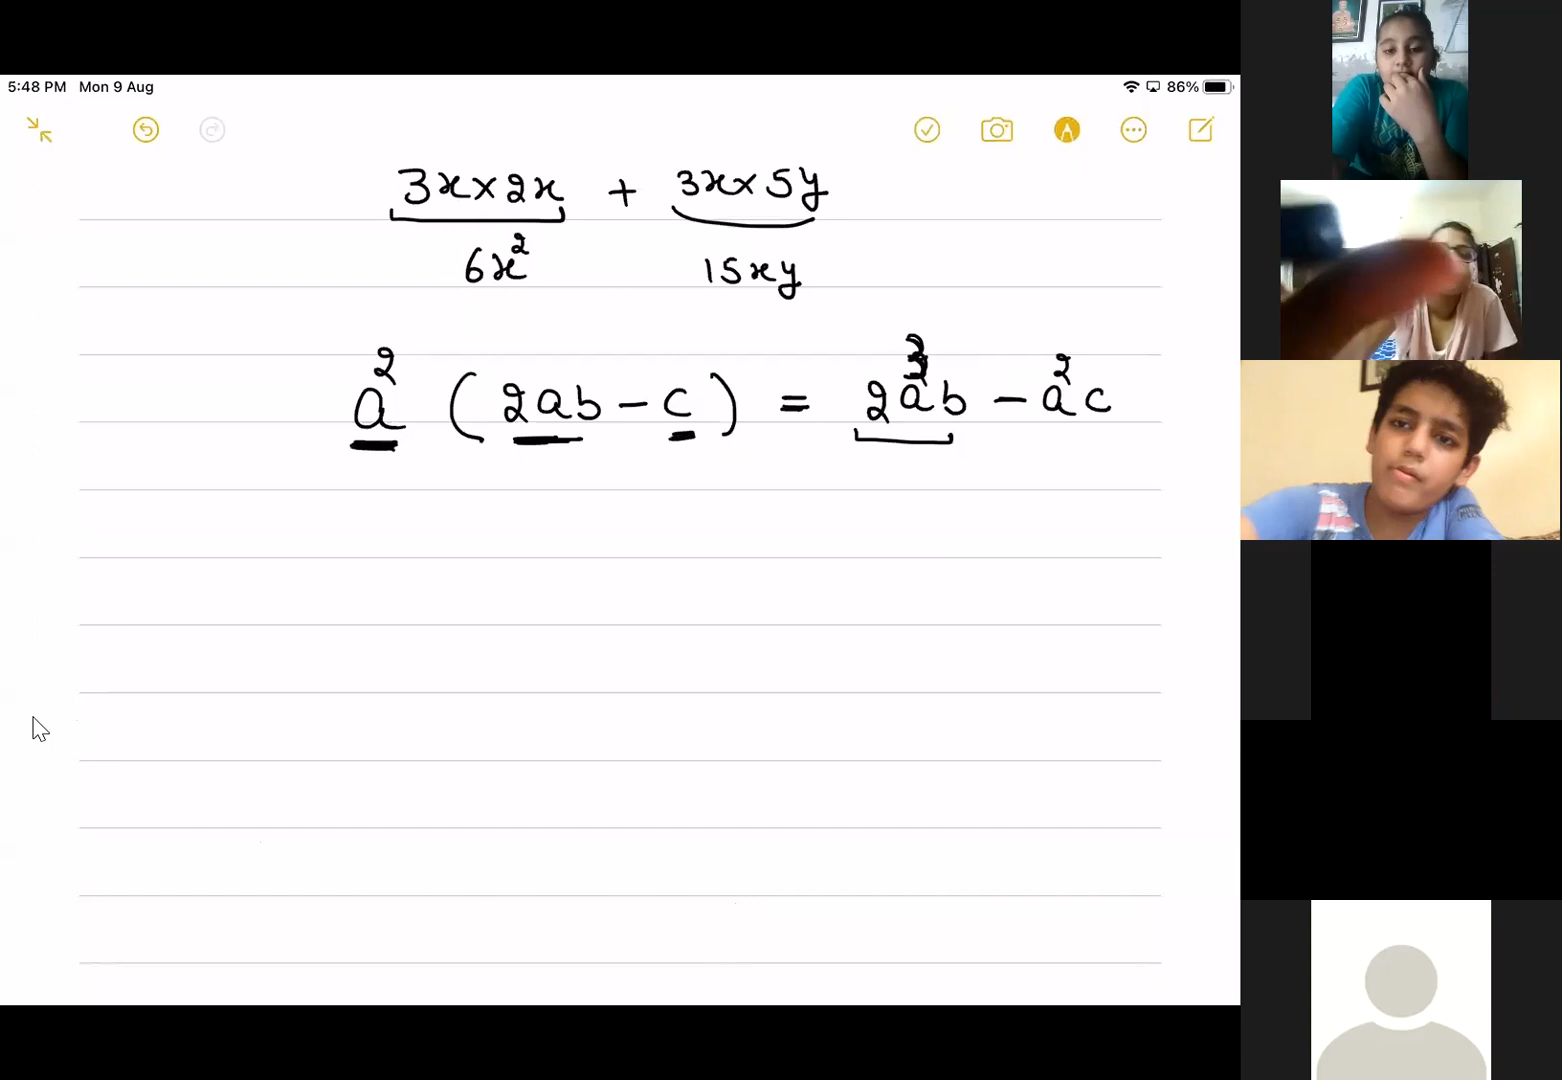 5:48 PM Mon 9 Aug 86%
3x×2x + 3x×5y
6x² 15xy
a² (2ab − c) = 2a³b − a²c